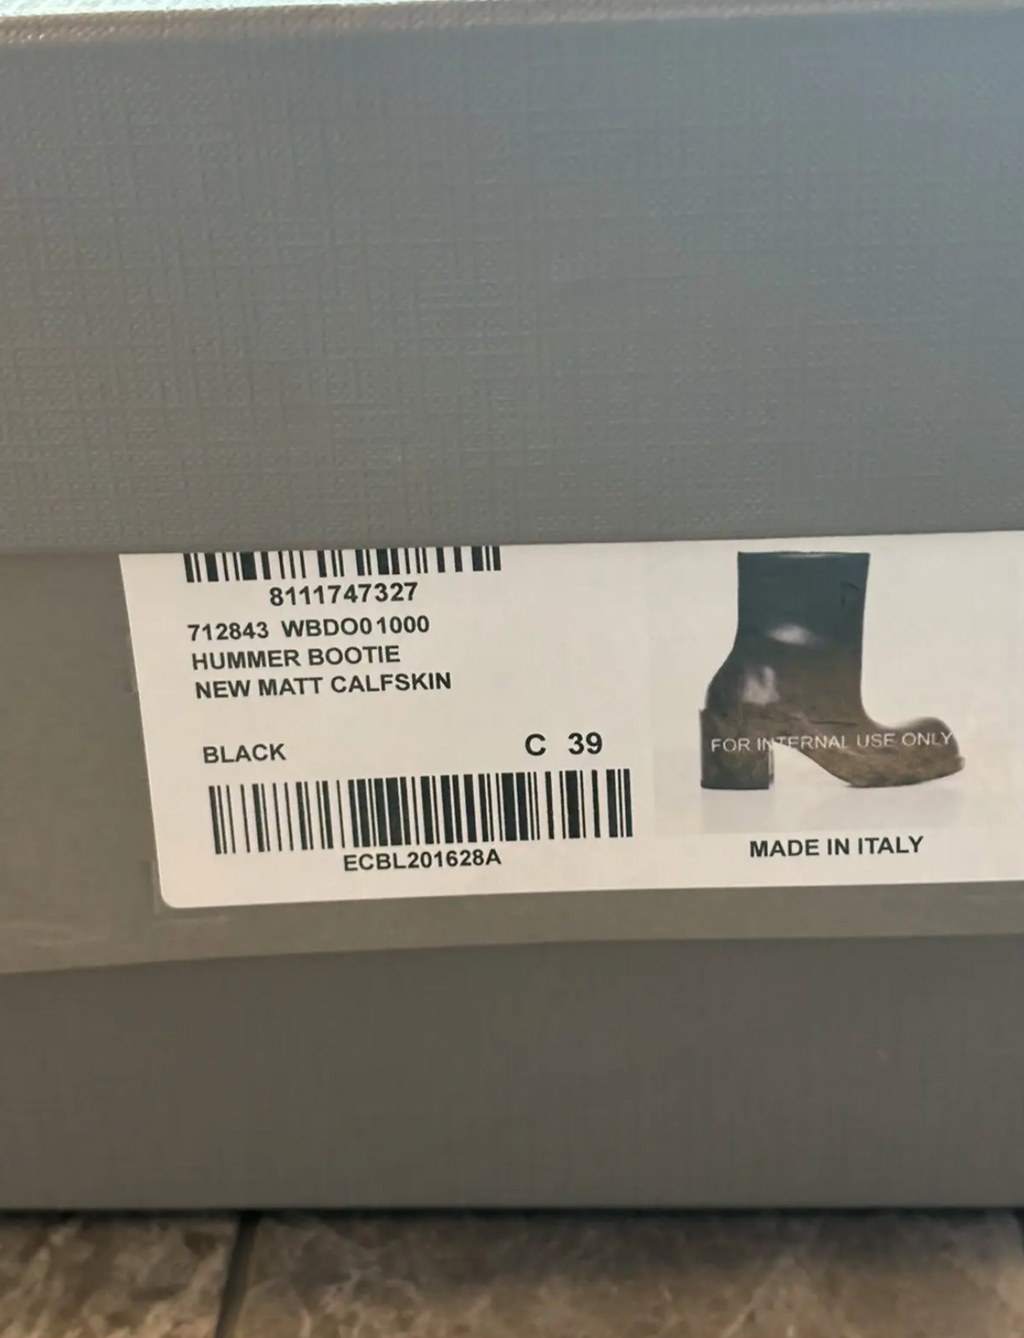 8111747327
712843 WBDO01000
HUMMER BOOTIE
NEW MATT CALFSKIN
BLACK C 39
ECBL201628A
FOR INTERNAL USE ONLY
MADE IN ITALY